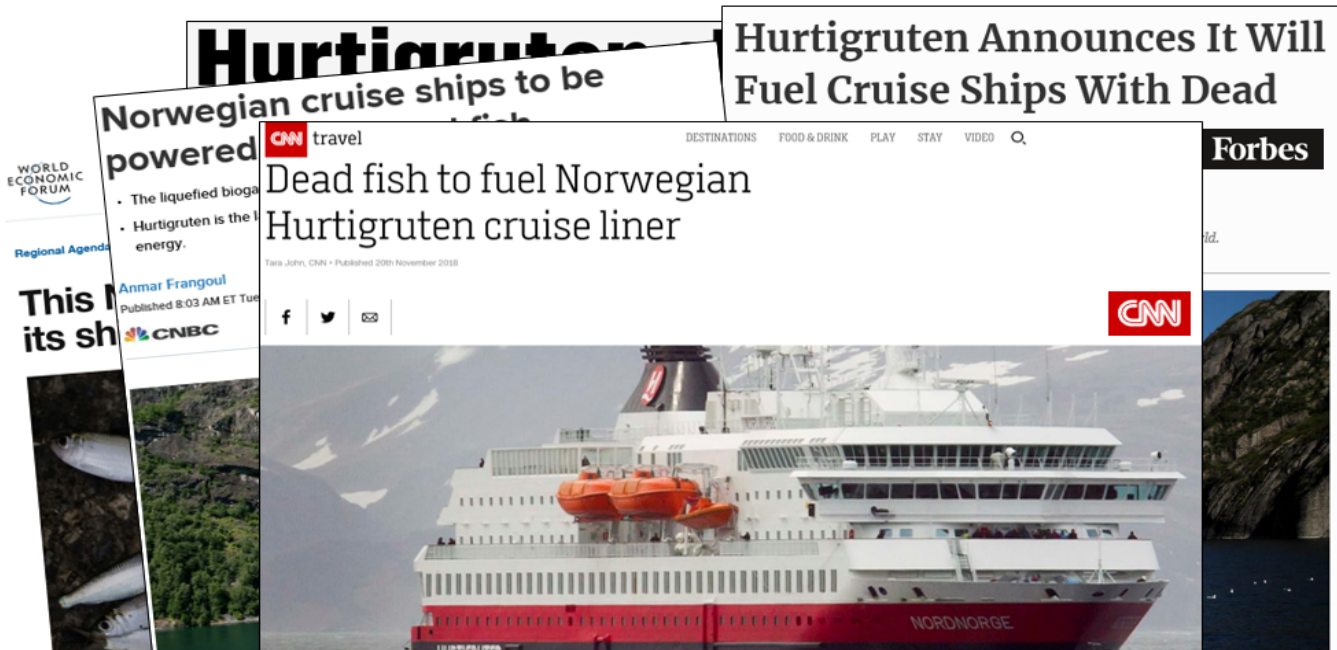 Hurtigruten
Hurtigruten Announces It Will
Fuel Cruise Ships With Dead
Forbes
Norwegian cruise ships to be
powered fish
WORLD
ECONOMIC
FORUM
Regional Agenda
This
its sh
• The liquefied bioga
• Hurtigruten is the
energy.
Anmar Frangoul
Published 8:03 AM ET Tue
CNBC
CNN travel
DESTINATIONS FOOD & DRINK PLAY STAY VIDEO
Dead fish to fuel Norwegian
Hurtigruten cruise liner
Tara John, CNN • Published 20th November 2018
CNN
NORDNORGE